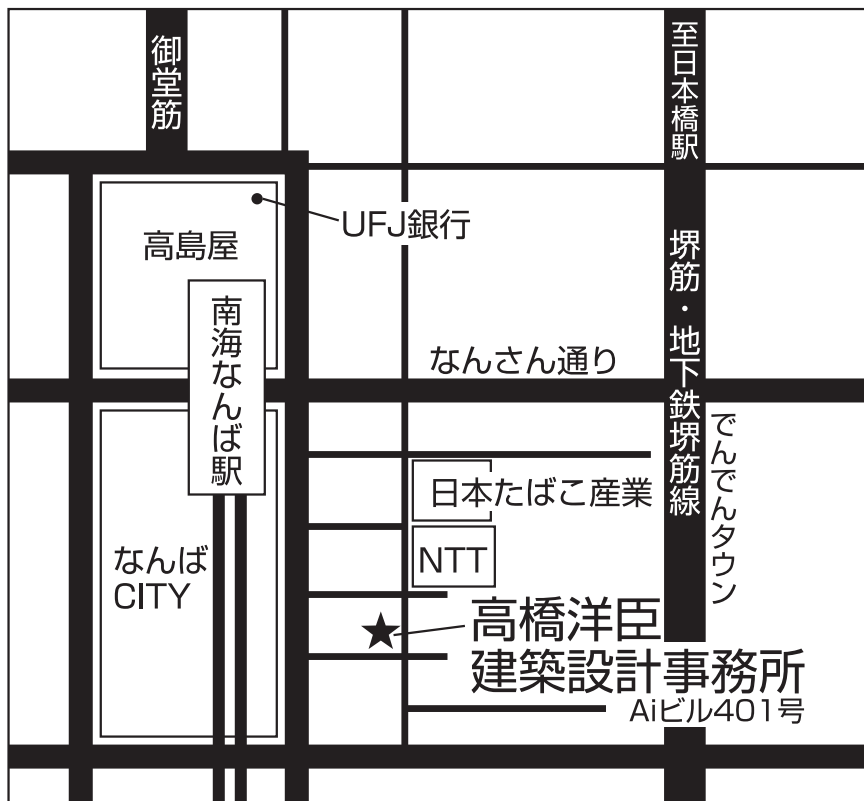 御堂筋
至日本橋駅
UFJ銀行
高島屋
堺筋・地下鉄堺筋線
南海なんば駅
なんさん通り
でんでんタウン
日本たばこ産業
NTT
なんば
CITY
高橋洋臣
建築設計事務所
Aiビル401号